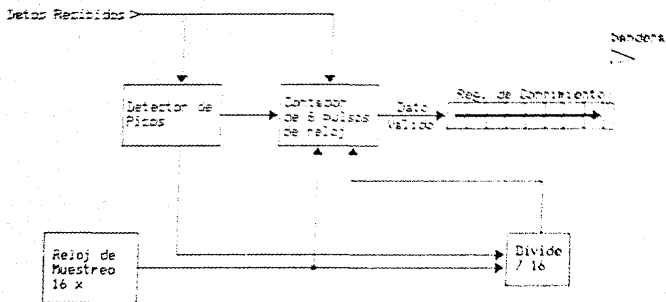 Datos Recibidos
bandera
Detector de
Picos
Contador
de 8 pulsos
de reloj
Dato
Válido
Reg. de Corrimiento
Reloj de
Muestreo
16 x
Divide
/ 16